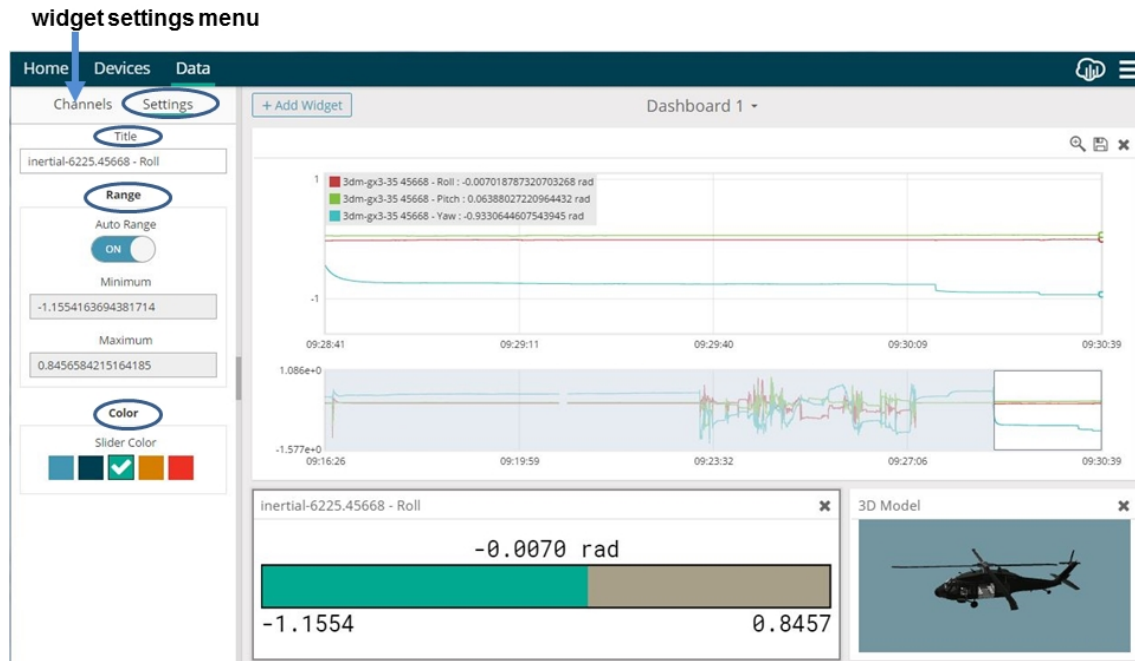 widget settings menu
Home Devices Data
Channels Settings
+ Add Widget
Dashboard 1
Title
inertial-6225.45668 - Roll
Range
Auto Range
ON
Minimum
-1.1554163694381714
Maximum
0.8456584215164185
Color
Slider Color
1
3dm-gx3-35 45668 - Roll : -0.007018787320703268 rad
3dm-gx3-35 45668 - Pitch : 0.06388027220964432 rad
3dm-gx3-35 45668 - Yaw : -0.9330644607543945 rad
-1
09:28:41 09:29:11 09:29:40 09:30:09 09:30:39
1.086e+0
-1.577e+0
09:16:26 09:19:59 09:23:32 09:27:06 09:30:39
inertial-6225.45668 - Roll
-0.0070 rad
-1.1554 0.8457
3D Model